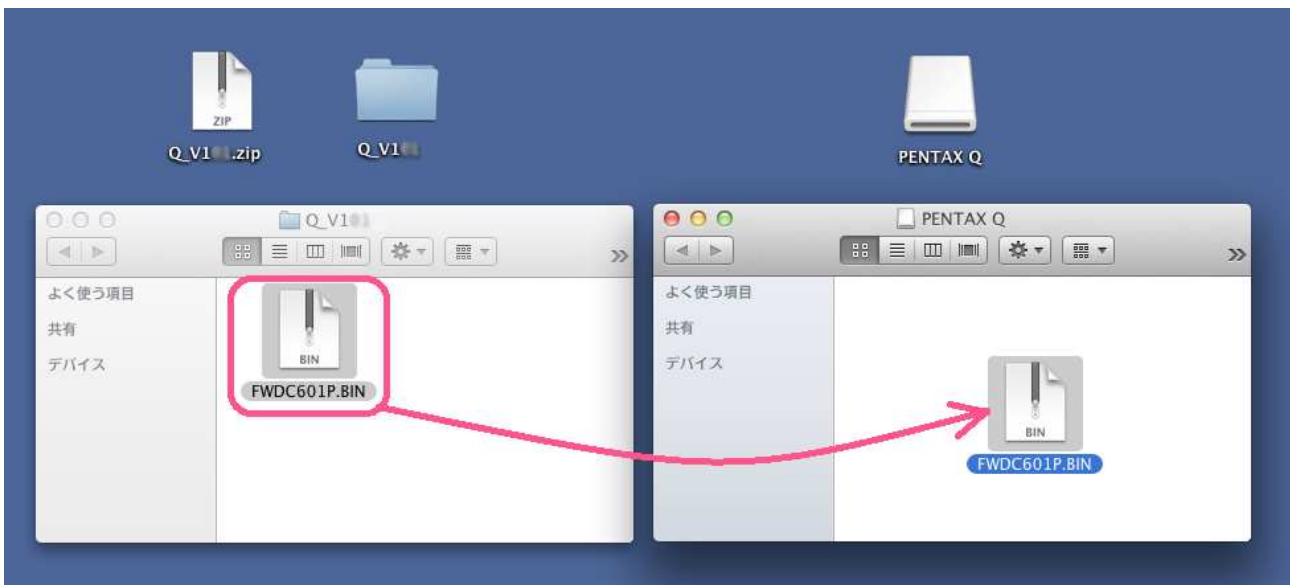 ZIP
Q_V1 .zip
Q_V1
PENTAX Q
Q_V1
よく使う項目
共有
デバイス
BIN
FWDC601P.BIN
PENTAX Q
よく使う項目
共有
デバイス
BIN
FWDC601P.BIN